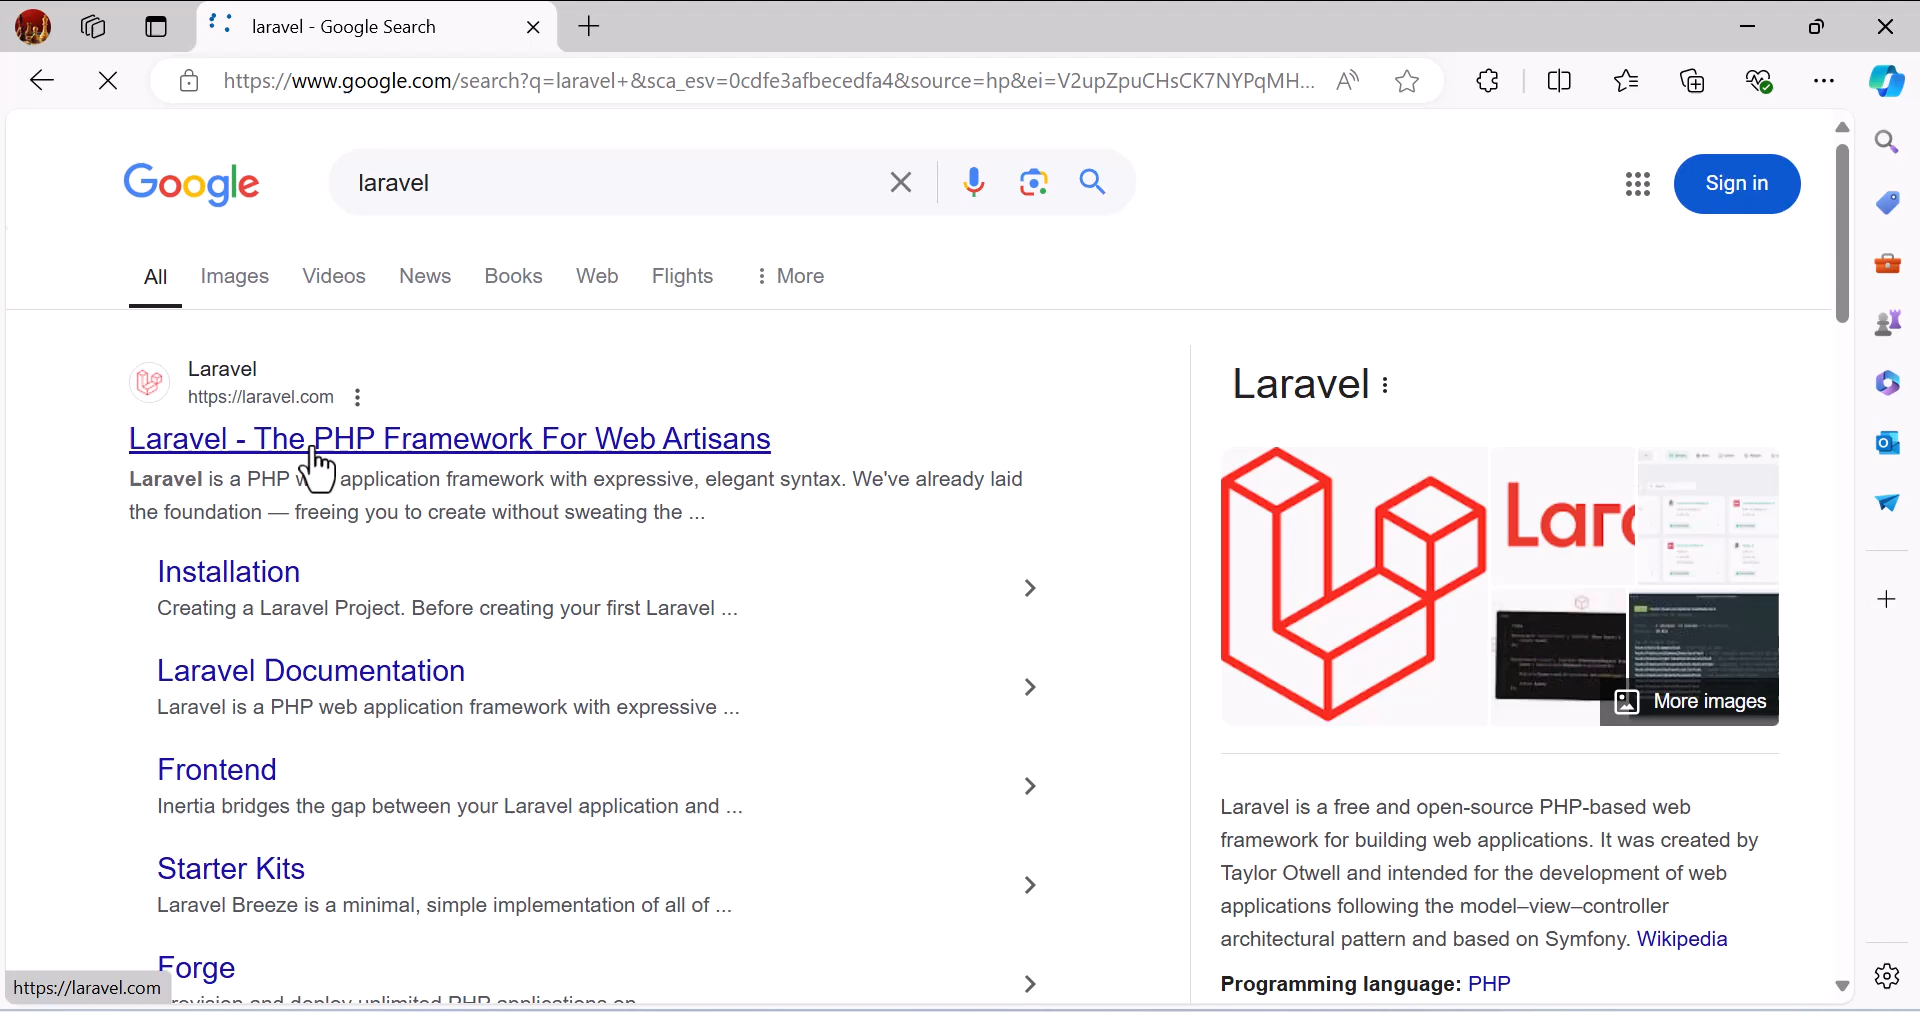 laravel - Google Search
https://www.google.com/search?q=laravel+&sca_esv=0cdfe3afbecedfa4&source=hp&ei=V2upZpuCHsCK7NYPqMH...
Google
laravel
Sign in
All Images Videos News Books Web Flights More
Laravel
https://laravel.com
Laravel - The PHP Framework For Web Artisans
Laravel is a PHP application framework with expressive, elegant syntax. We've already laid
the foundation — freeing you to create without sweating the ...
Installation
Creating a Laravel Project. Before creating your first Laravel ...
Laravel Documentation
Laravel is a PHP web application framework with expressive ...
Frontend
Inertia bridges the gap between your Laravel application and ...
Starter Kits
Laravel Breeze is a minimal, simple implementation of all of ...
Forge
https://laravel.com
Laravel
Lara
More images
Laravel is a free and open-source PHP-based web
framework for building web applications. It was created by
Taylor Otwell and intended for the development of web
applications following the model–view–controller
architectural pattern and based on Symfony. Wikipedia
Programming language: PHP